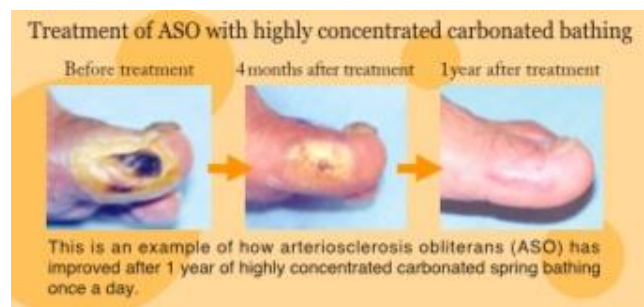 Treatment of ASO with highly concentrated carbonated bathing
Before treatment
4 months after treatment
1 year after treatment
This is an example of how arteriosclerosis obliterans (ASO) has
improved after 1 year of highly concentrated carbonated spring bathing
once a day.